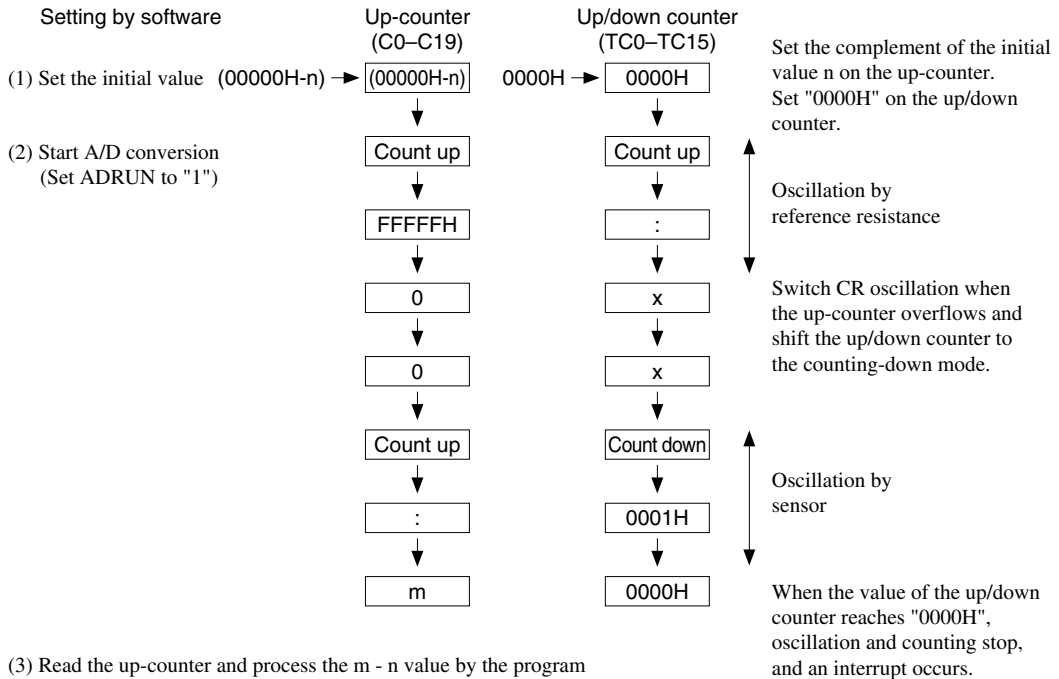 Setting by software
Up-counter
(C0–C19)
Up/down counter
(TC0–TC15)
(1) Set the initial value (00000H-n)
(00000H-n)
0000H
0000H
Set the complement of the initial
value n on the up-counter.
Set "0000H" on the up/down
counter.
(2) Start A/D conversion
(Set ADRUN to "1")
Count up
Count up
Oscillation by
reference resistance
FFFFFH
:
0
x
Switch CR oscillation when
the up-counter overflows and
shift the up/down counter to
the counting-down mode.
0
x
Count up
Count down
Oscillation by
sensor
:
0001H
m
0000H
When the value of the up/down
counter reaches "0000H",
oscillation and counting stop,
and an interrupt occurs.
(3) Read the up-counter and process the m - n value by the program